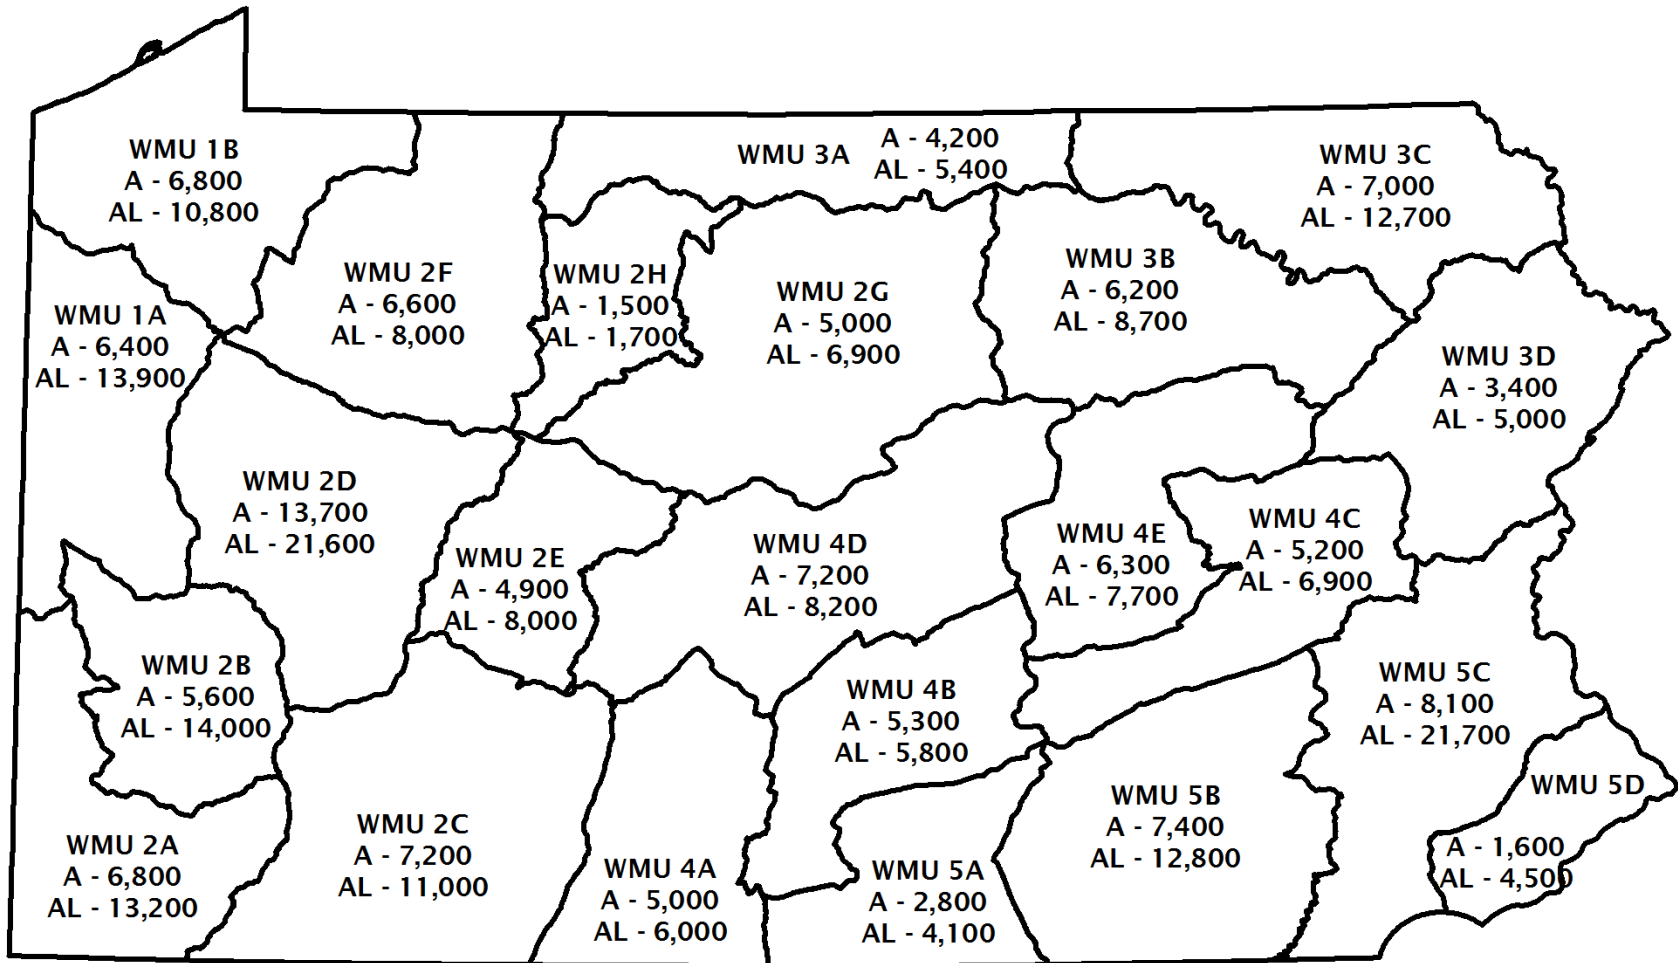 WMU 1B
A - 6,800
AL - 10,800
WMU 3A
A - 4,200
AL - 5,400
WMU 3C
A - 7,000
AL - 12,700
WMU 1A
A - 6,400
AL - 13,900
WMU 2F
A - 6,600
AL - 8,000
WMU 2H
A - 1,500
AL - 1,700
WMU 2G
A - 5,000
AL - 6,900
WMU 3B
A - 6,200
AL - 8,700
WMU 3D
A - 3,400
AL - 5,000
WMU 2D
A - 13,700
AL - 21,600
WMU 2E
A - 4,900
AL - 8,000
WMU 4D
A - 7,200
AL - 8,200
WMU 4E
A - 6,300
AL - 7,700
WMU 4C
A - 5,200
AL - 6,900
WMU 2B
A - 5,600
AL - 14,000
WMU 4B
A - 5,300
AL - 5,800
WMU 5C
A - 8,100
AL - 21,700
WMU 2A
A - 6,800
AL - 13,200
WMU 2C
A - 7,200
AL - 11,000
WMU 4A
A - 5,000
AL - 6,000
WMU 5A
A - 2,800
AL - 4,100
WMU 5B
A - 7,400
AL - 12,800
WMU 5D
A - 1,600
AL - 4,500